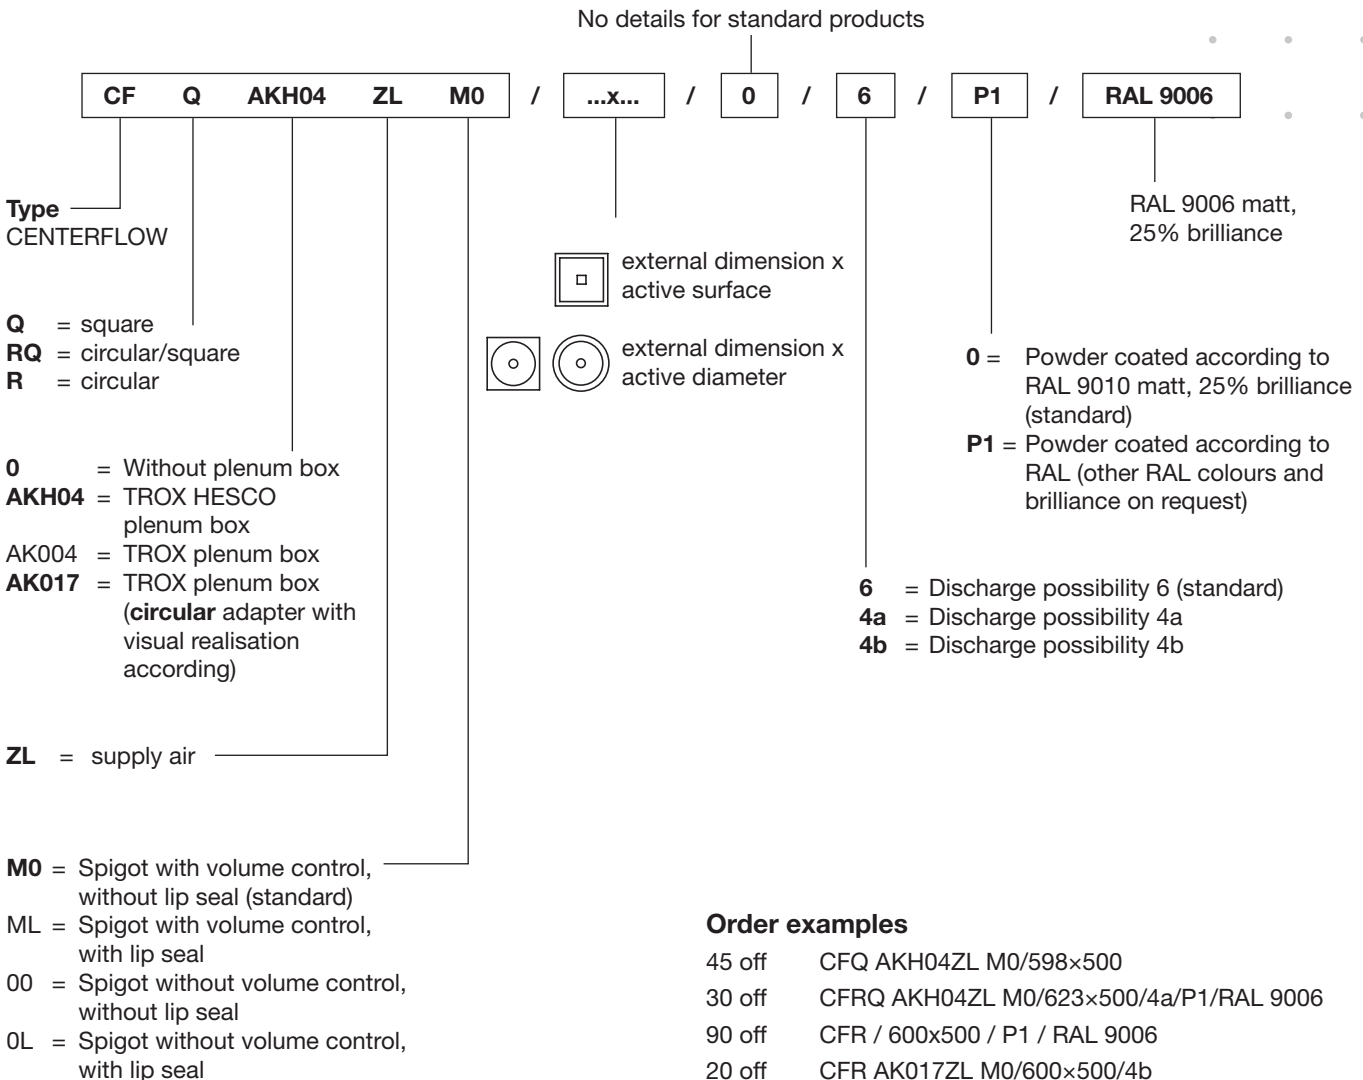 No details for standard products
CF Q AKH04 ZL M0 / ...x... / 0 / 6 / P1 / RAL 9006
Type
CENTERFLOW
Q = square
RQ = circular/square
R = circular
0 = Without plenum box
AKH04 = TROX HESCO
plenum box
AK004 = TROX plenum box
AK017 = TROX plenum box
(circular adapter with
visual realisation
according)
ZL = supply air
M0 = Spigot with volume control,
without lip seal (standard)
ML = Spigot with volume control,
with lip seal
00 = Spigot without volume control,
without lip seal
0L = Spigot without volume control,
with lip seal
external dimension x
active surface
external dimension x
active diameter
6 = Discharge possibility 6 (standard)
4a = Discharge possibility 4a
4b = Discharge possibility 4b
0 = Powder coated according to
RAL 9010 matt, 25% brilliance
(standard)
P1 = Powder coated according to
RAL (other RAL colours and
brilliance on request)
RAL 9006 matt,
25% brilliance
Order examples
45 off CFQ AKH04ZL M0/598×500
30 off CFRQ AKH04ZL M0/623×500/4a/P1/RAL 9006
90 off CFR / 600x500 / P1 / RAL 9006
20 off CFR AK017ZL M0/600×500/4b